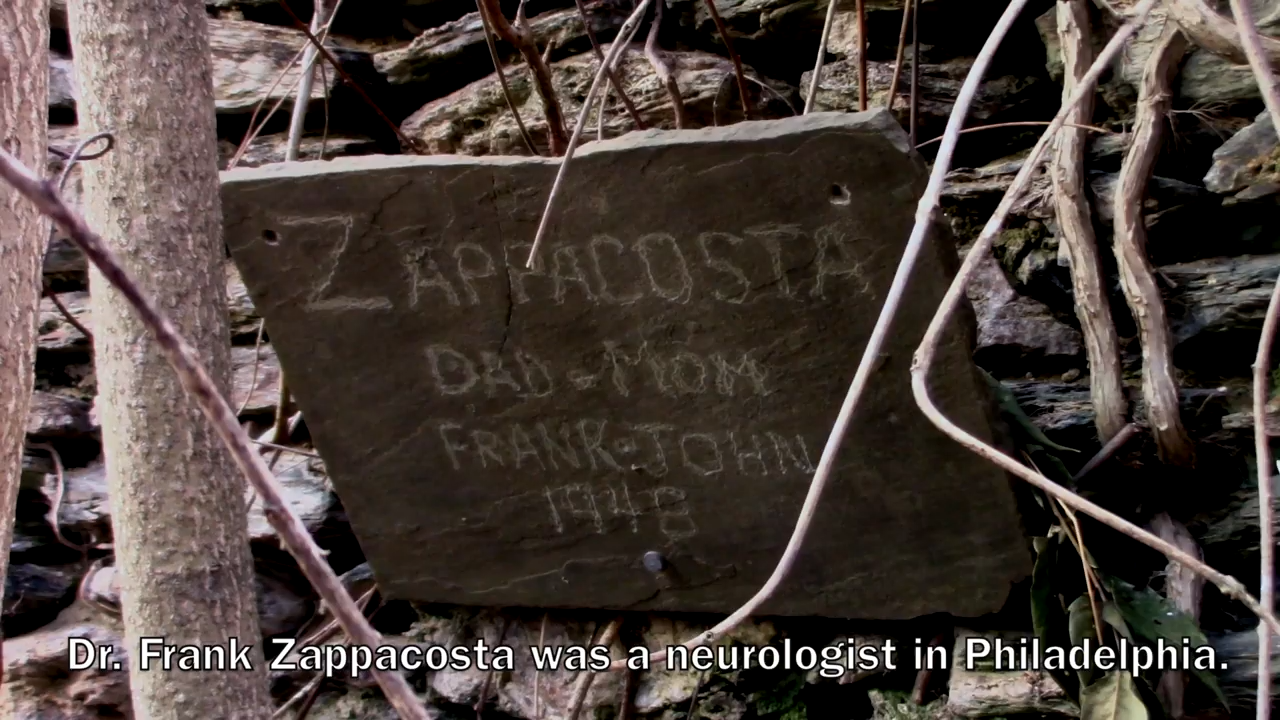 ZAPPACOSTA
DAD - MOM
FRANK - JOHN
1948
Dr. Frank Zappacosta was a neurologist in Philadelphia.